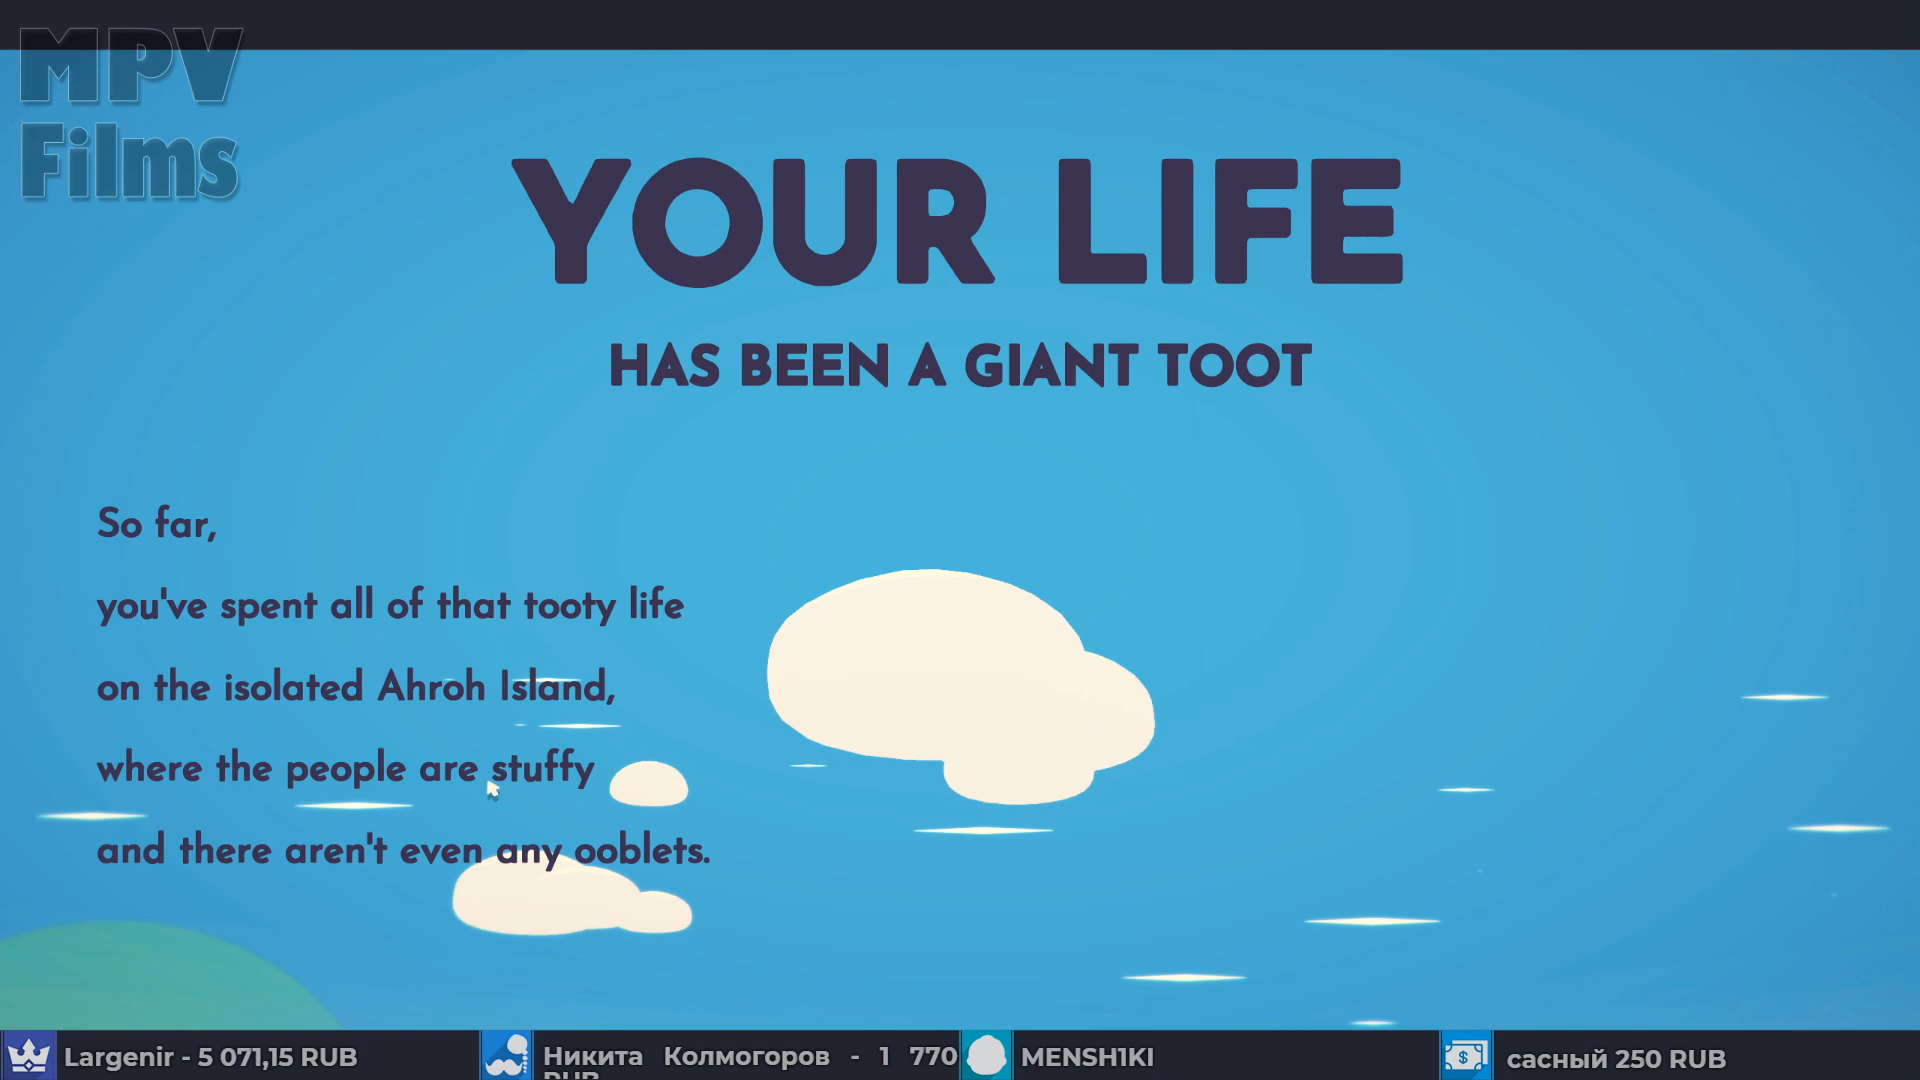 MPV
Films
YOUR LIFE
HAS BEEN A GIANT TOOT
So far,
you've spent all of that tooty life
on the isolated Ahroh Island,
where the people are stuffy
and there aren't even any ooblets.
Largenir - 5 071,15 RUB
Никита Колмогоров - 1 770
RUB
MENSH1KI
сасный 250 RUB